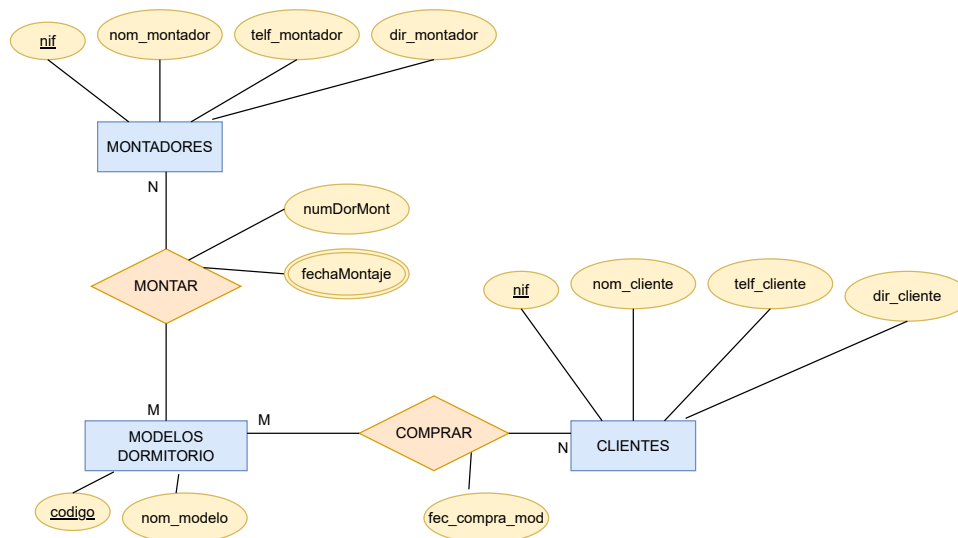 nif
nom_montador
telf_montador
dir_montador
MONTADORES
N
numDorMont
fechaMontaje
MONTAR
nif
nom_cliente
telf_cliente
dir_cliente
M
M
MODELOS
DORMITORIO
COMPRAR
N
CLIENTES
codigo
nom_modelo
fec_compra_mod